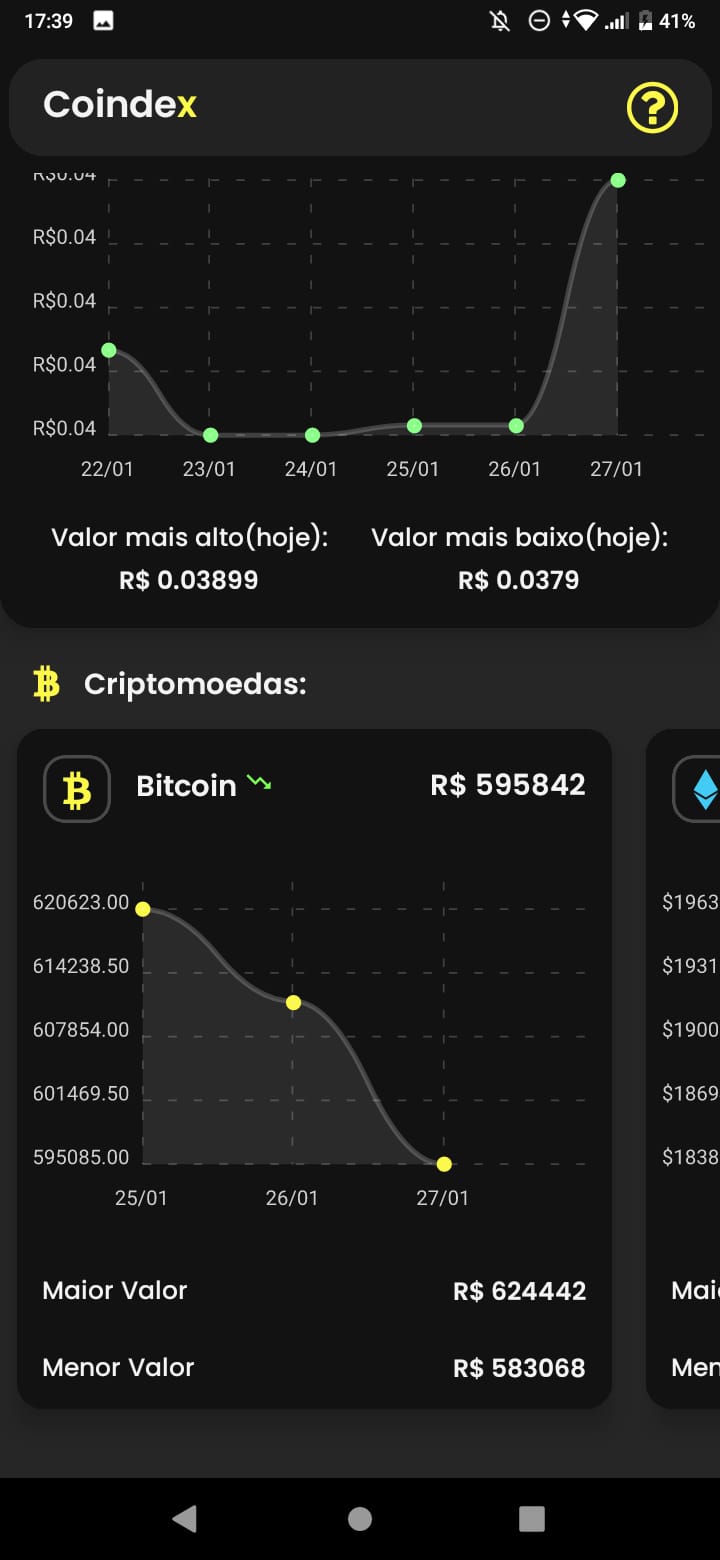 17:39 41%
Coindex
R$0.04
R$0.04
R$0.04
R$0.04
R$0.04
22/01 23/01 24/01 25/01 26/01 27/01
Valor mais alto(hoje): Valor mais baixo(hoje):
R$ 0.03899 R$ 0.0379
Criptomoedas:
Bitcoin R$ 595842
620623.00 $1963
614238.50 $1931
607854.00 $1900
601469.50 $1869
595085.00 $1838
25/01 26/01 27/01
Maior Valor R$ 624442 Mai
Menor Valor R$ 583068 Men